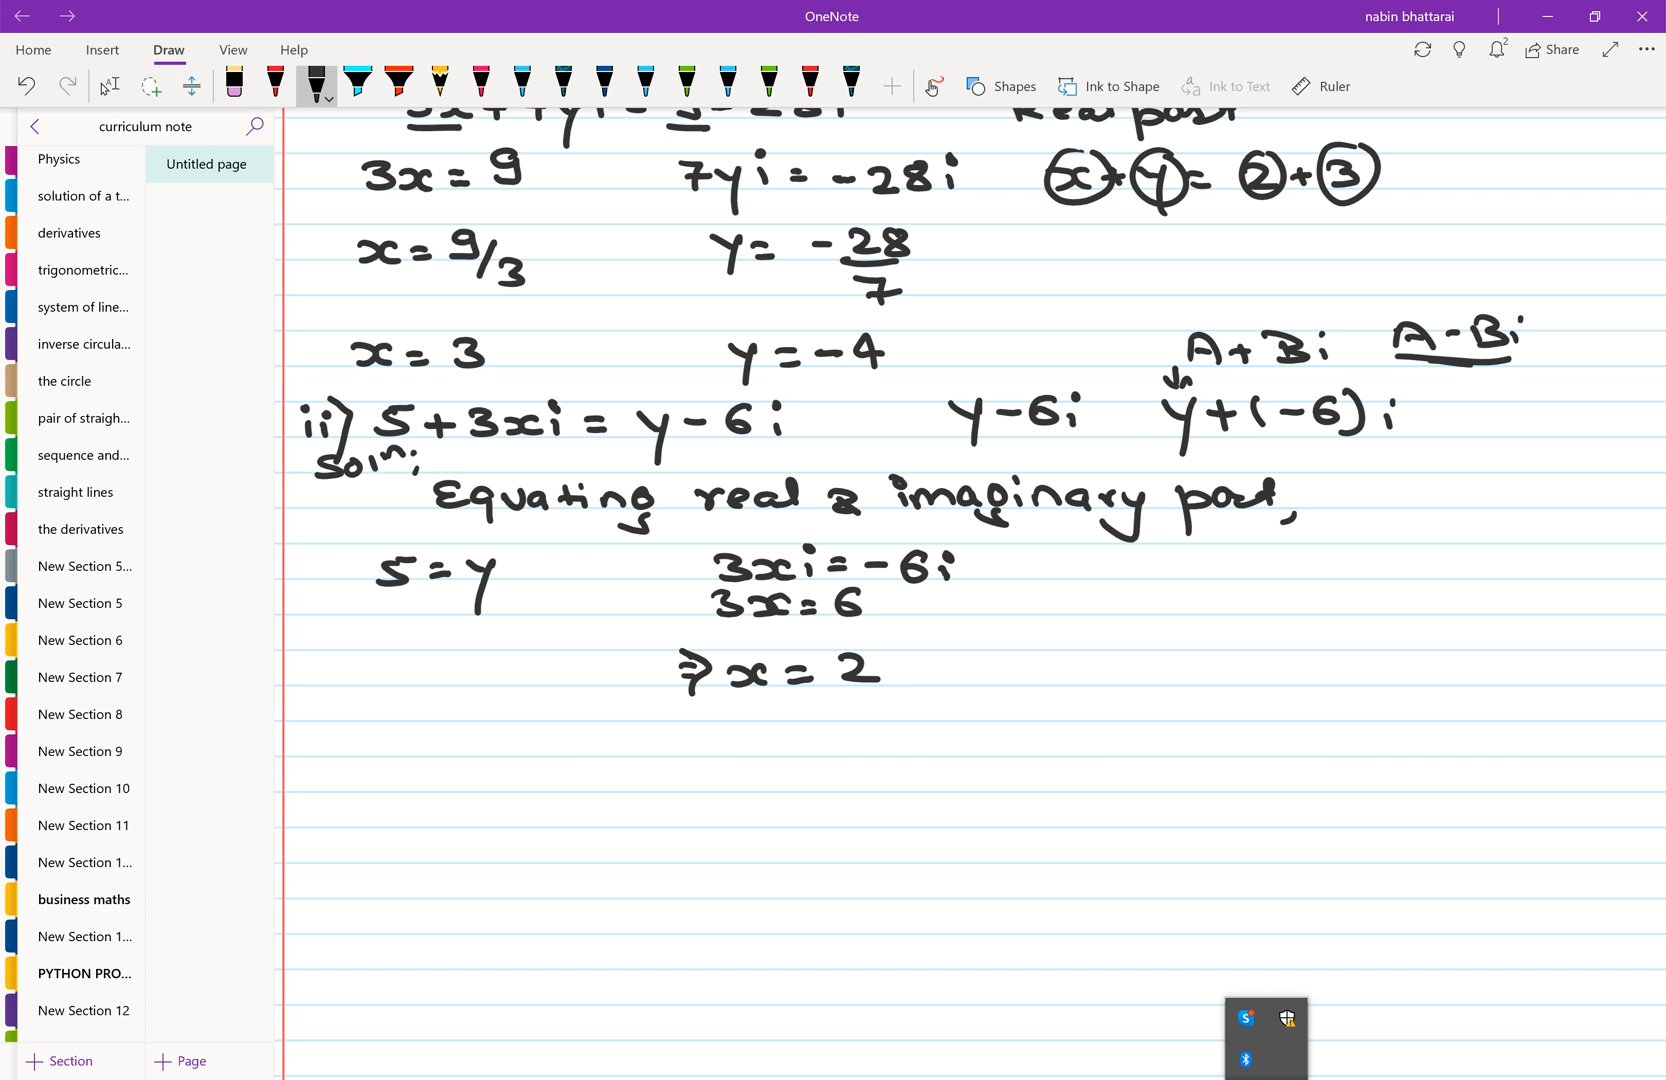 OneNote
nabin bhattarai
Home Insert Draw View Help
2 Share
Shapes Ink to Shape Ink to Text Ruler
curriculum note
Untitled page
Physics
solution of a t...
derivatives
trigonometric...
system of line...
inverse circula...
the circle
pair of straigh...
sequence and...
straight lines
the derivatives
New Section 5...
New Section 5
New Section 6
New Section 7
New Section 8
New Section 9
New Section 10
New Section 11
New Section 1...
business maths
New Section 1...
PYTHON PRO...
New Section 12
+ Section + Page
Real part
3x = 9 7yi = -28i x + y = 2 + 3
x = 9/3 y = -28/7
x = 3 y = -4 A + Bi A - Bi
ii) 5 + 3xi = y - 6i y - 6i y + (-6)i
Soln:
Equating real & imaginary part,
5 = y 3xi = -6i
3x = 6
⇒ x = 2